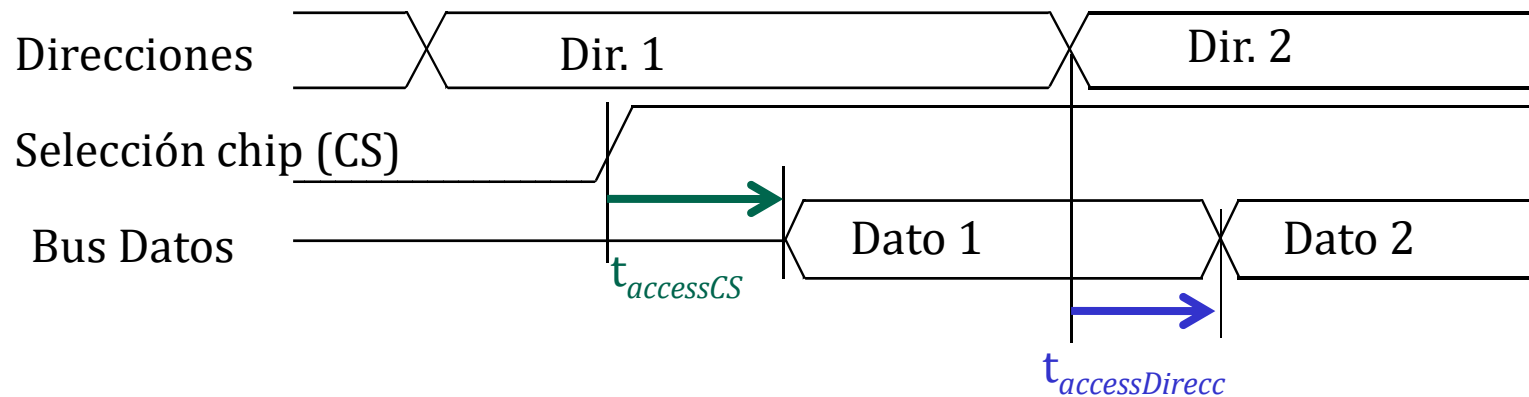 Direcciones
Dir. 1
Dir. 2
Selección chip (CS)
Bus Datos
Dato 1
Dato 2
taccessCS
taccessDirecc